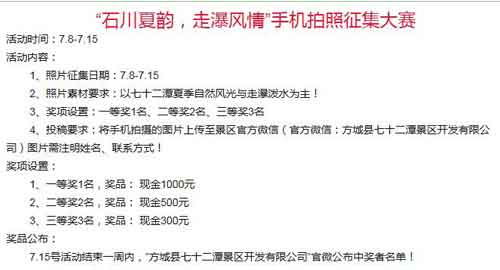 “石川夏韵，走瀑风情”手机拍照征集大赛
活动时间：7.8-7.15
活动内容：
1、照片征集日期：7.8-7.15
2、照片素材要求：以七十二潭夏季自然风光与走瀑泼水为主！
3、奖项设置：一等奖1名、二等奖2名、三等奖3名
4、投稿要求：将手机拍摄的图片上传至景区官方微信（官方微信：方城县七十二潭景区开发有限公
司）图片需注明姓名、联系方式！
奖项设置：
1、一等奖1名，奖品： 现金1000元
2、二等奖2名，奖品： 现金500元
3、三等奖3名，奖品： 现金300元
奖品公布：
7.15号活动结束一周内，“方城县七十二潭景区开发有限公司”官微公布中奖者名单！